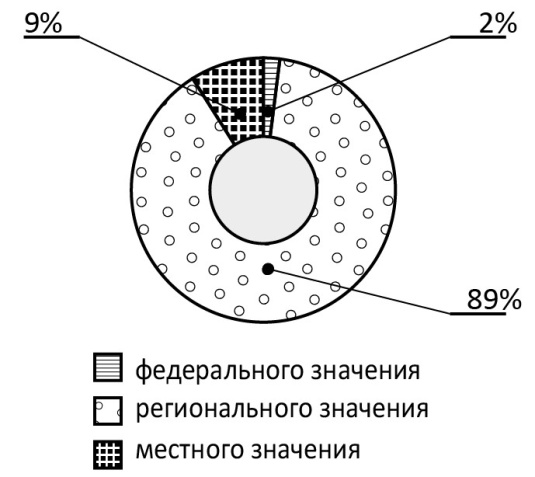 9%
2%
89%
федерального значения
регионального значения
местного значения